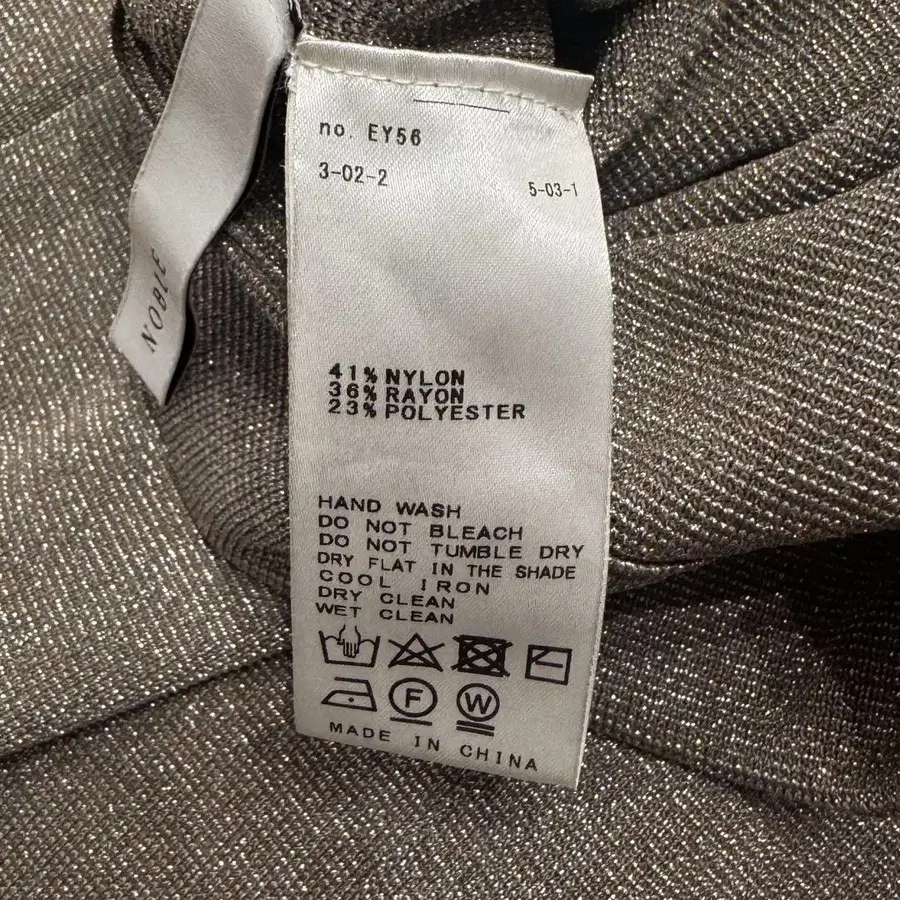 NOBLE
no. EY56
3-02-2
5-03-1
41% NYLON
36% RAYON
23% POLYESTER
HAND WASH
DO NOT BLEACH
DO NOT TUMBLE DRY
DRY FLAT IN THE SHADE
COOL IRON
DRY CLEAN
WET CLEAN
F
W
MADE IN CHINA